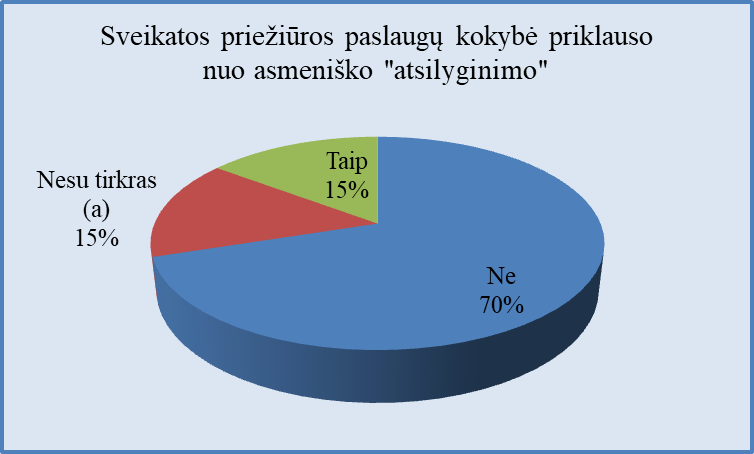 Sveikatos priežiūros paslaugų kokybė priklauso
nuo asmeniško "atsilyginimo"
Taip
15%
Nesu tirkras
(a)
15%
Ne
70%